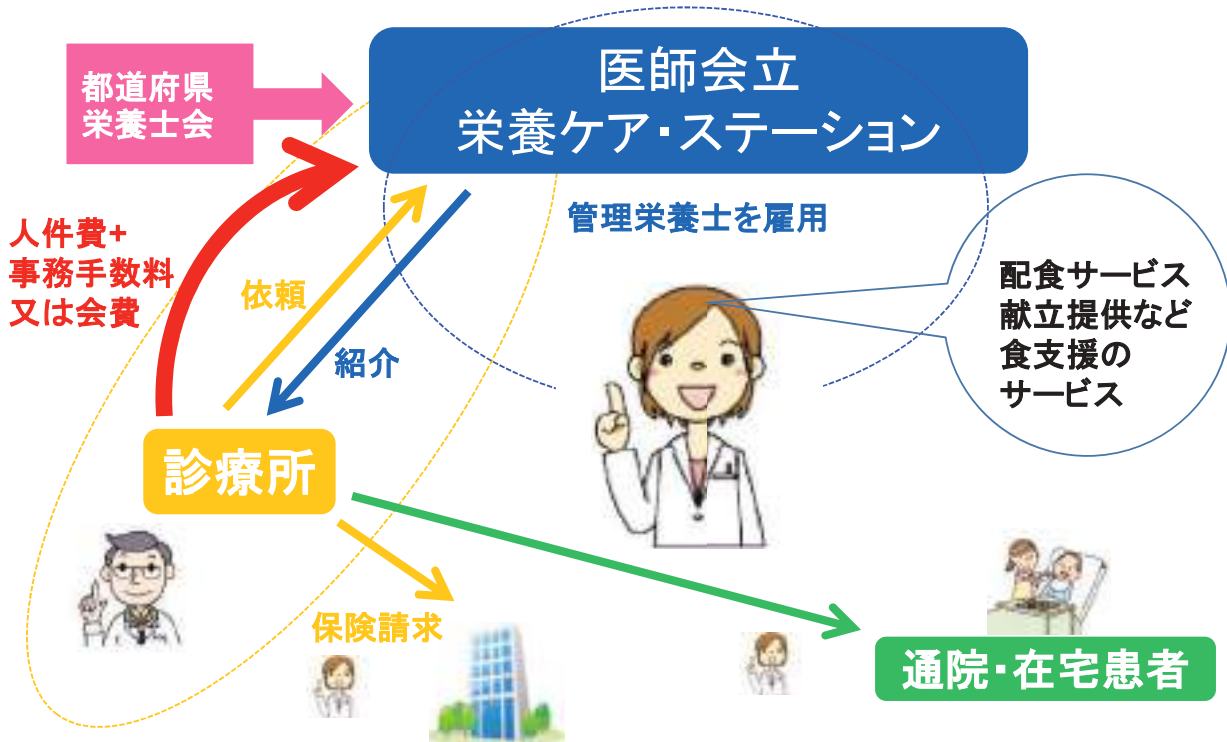 都道府県
栄養士会
医師会立
栄養ケア・ステーション
管理栄養士を雇用
人件費+
事務手数料
又は会費
依頼
紹介
配食サービス
献立提供など
食支援の
サービス
診療所
保険請求
通院・在宅患者